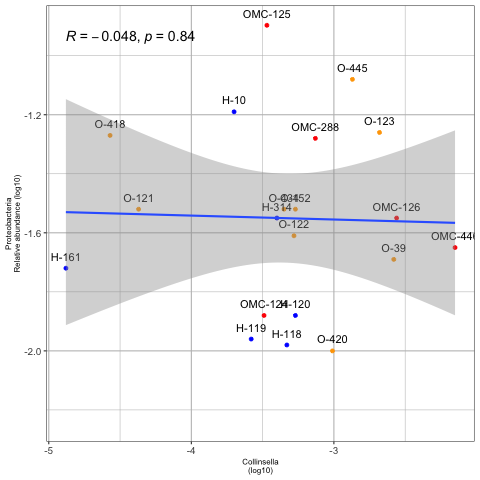 OMC-125
R = − 0.048, p = 0.84
O-445
H-10
-1.2
O-418
OMC-288
O-123
O-121
H-314
OMC-126
O-122
Proteobacteria
Relative abundance (log10)
-1.6
H-161
O-39
OMC-124
H-120
H-119
H-118
O-420
-2.0
-5
-4
-3
Collinsella
(log10)